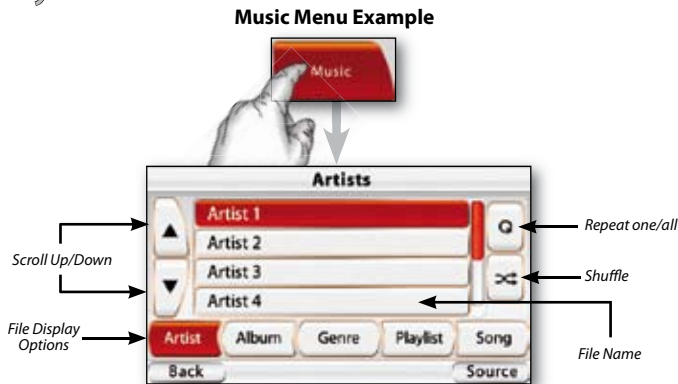 Music Menu Example
Music
Artists
Artist 1
Artist 2
Artist 3
Artist 4
Scroll Up/Down
Repeat one/all
Shuffle
File Display
Options
Artist Album Genre Playlist Song
File Name
Back Source